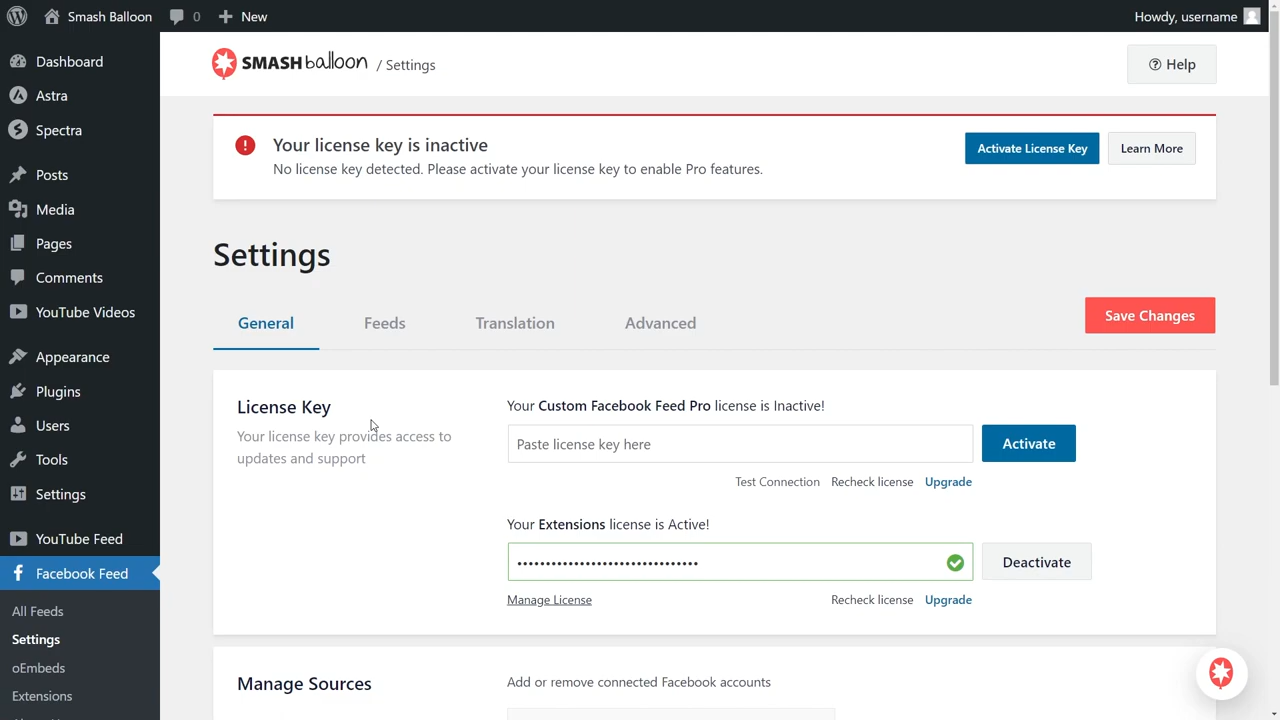 Smash Balloon
0
New
Howdy, username
Dashboard
Astra
Spectra
Posts
Media
Pages
Comments
YouTube Videos
Appearance
Plugins
Users
Tools
Settings
YouTube Feed
Facebook Feed
All Feeds
Settings
oEmbeds
Extensions
SMASH balloon / Settings
Help
Your license key is inactive
No license key detected. Please activate your license key to enable Pro features.
Activate License Key
Learn More
Settings
General
Feeds
Translation
Advanced
Save Changes
License Key
Your license key provides access to
updates and support
Your Custom Facebook Feed Pro license is Inactive!
Paste license key here
Activate
Test Connection
Recheck license
Upgrade
Your Extensions license is Active!
•••••••••••••••••••••••••••••••
Deactivate
Manage License
Recheck license
Upgrade
Manage Sources
Add or remove connected Facebook accounts